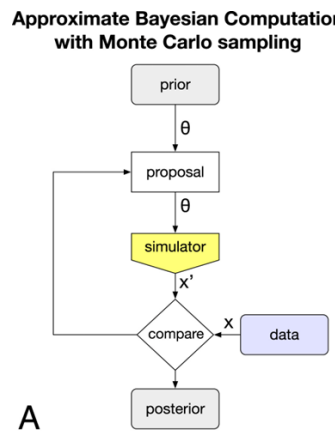 Approximate Bayesian Computation
with Monte Carlo sampling
prior
θ
proposal
θ
simulator
x'
compare
x
data
posterior
A